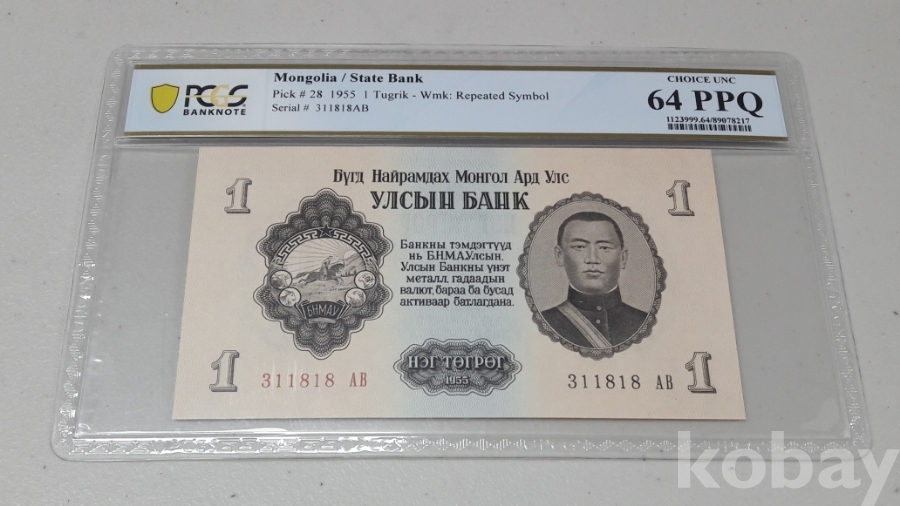 PCGS
BANKNOTE
Mongolia / State Bank
Pick # 28 1955 1 Tugrik - Wmk: Repeated Symbol
Serial # 311818AB
CHOICE UNC
64 PPQ
1123999.64/89078217
1
Бүгд Найрамдах Монгол Ард Улс
УЛСЫН БАНК
1
Банкны тэмдэгтүүд
нь Б.Н.М.А.Улсын,
Улсын Банкны үнэт
металл, гадаадын
валют, бараа ба бусад
активаар батлагдана.
БНМАУ
1
НЭГ ТӨГРӨГ
1955
1
311818 АВ
311818 АВ
kobay